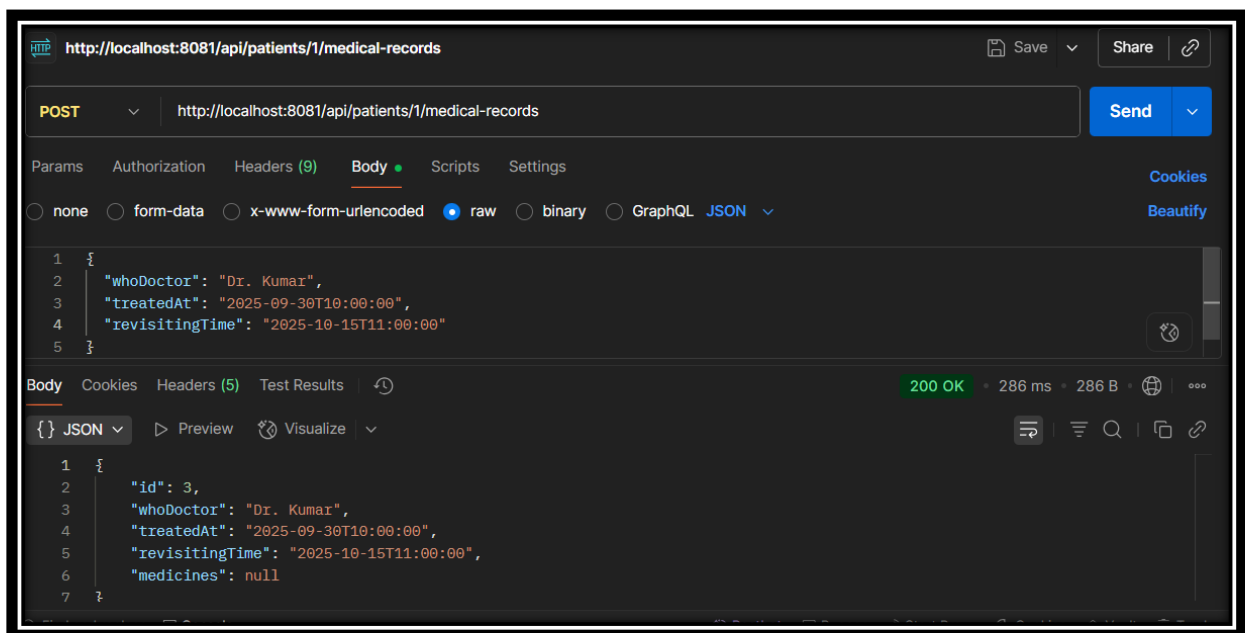 HTTP http://localhost:8081/api/patients/1/medical-records Save Share
POST http://localhost:8081/api/patients/1/medical-records Send
Params Authorization Headers (9) Body Scripts Settings Cookies
none form-data x-www-form-urlencoded raw binary GraphQL JSON Beautify
1 {
2 "whoDoctor": "Dr. Kumar",
3 "treatedAt": "2025-09-30T10:00:00",
4 "revisitingTime": "2025-10-15T11:00:00"
5 }
Body Cookies Headers (5) Test Results 200 OK 286 ms 286 B
{} JSON Preview Visualize
1 {
2 "id": 3,
3 "whoDoctor": "Dr. Kumar",
4 "treatedAt": "2025-09-30T10:00:00",
5 "revisitingTime": "2025-10-15T11:00:00",
6 "medicines": null
7 }